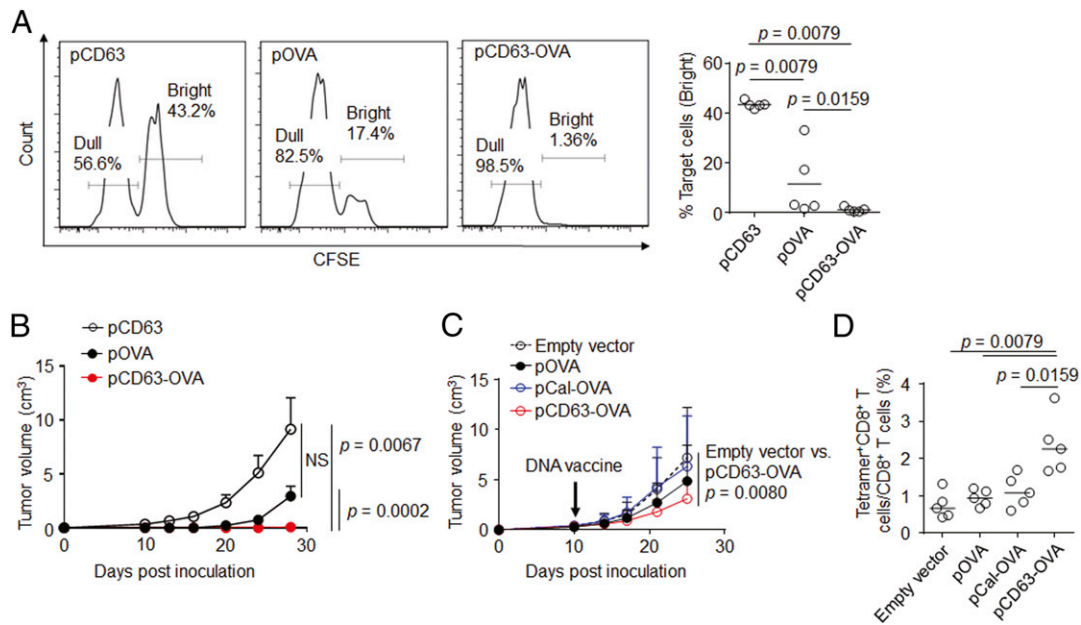 A
pCD63
Bright
43.2%
Dull
56.6%
pOVA
Bright
17.4%
Dull
82.5%
pCD63-OVA
Bright
1.36%
Dull
98.5%
Count
CFSE
% Target cells (Bright)
60
40
20
0
p = 0.0079
p = 0.0079
p = 0.0159
pCD63
pOVA
pCD63-OVA
B
pCD63
pOVA
pCD63-OVA
Tumor volume (cm³)
15
10
5
0
0
10
20
30
Days post inoculation
NS
p = 0.0067
p = 0.0002
C
Empty vector
pOVA
pCal-OVA
pCD63-OVA
Tumor volume (cm³)
15
10
5
0
DNA vaccine
0
10
20
30
Days post inoculation
Empty vector vs.
pCD63-OVA
p = 0.0080
D
Tetramer⁺CD8⁺ T
cells/CD8⁺ T cells (%)
4
3
2
1
0
p = 0.0079
p = 0.0159
Empty vector
pOVA
pCal-OVA
pCD63-OVA